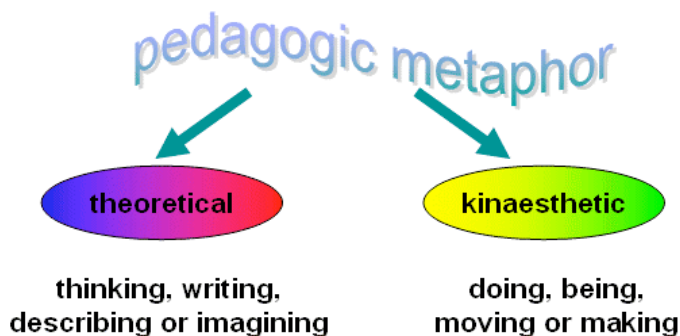 pedagogic metaphor
theoretical
kinaesthetic
thinking, writing,
describing or imagining
doing, being,
moving or making